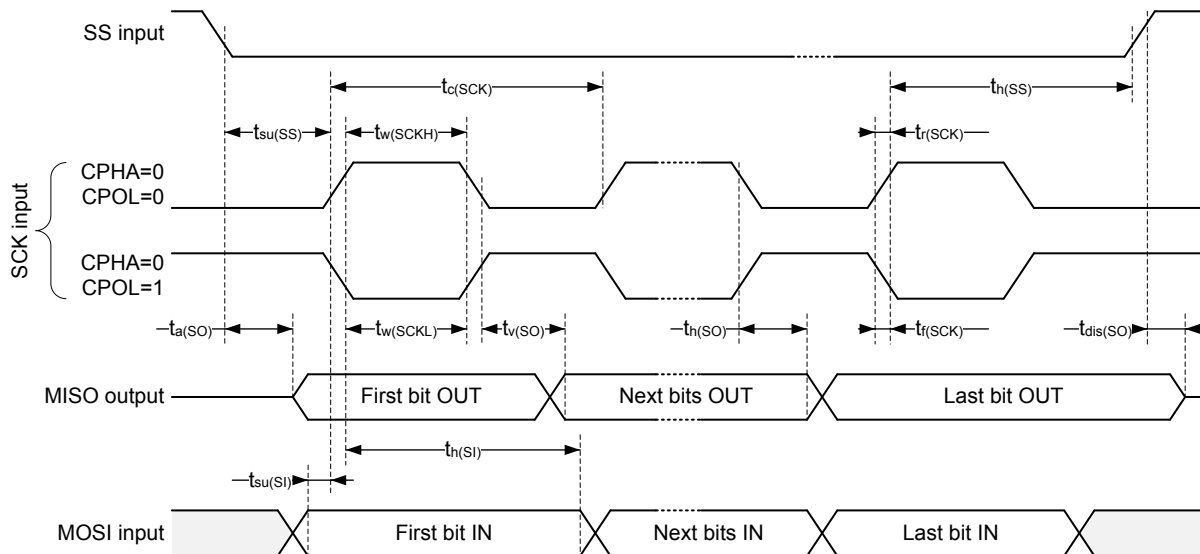 SS input
tc(SCK)
th(SS)
tsu(SS)
tw(SCKH)
tr(SCK)
SCK input
CPHA=0
CPOL=0
CPHA=0
CPOL=1
ta(SO)
tw(SCKL)
tv(SO)
th(SO)
tf(SCK)
tdis(SO)
MISO output
First bit OUT
Next bits OUT
Last bit OUT
th(SI)
tsu(SI)
MOSI input
First bit IN
Next bits IN
Last bit IN